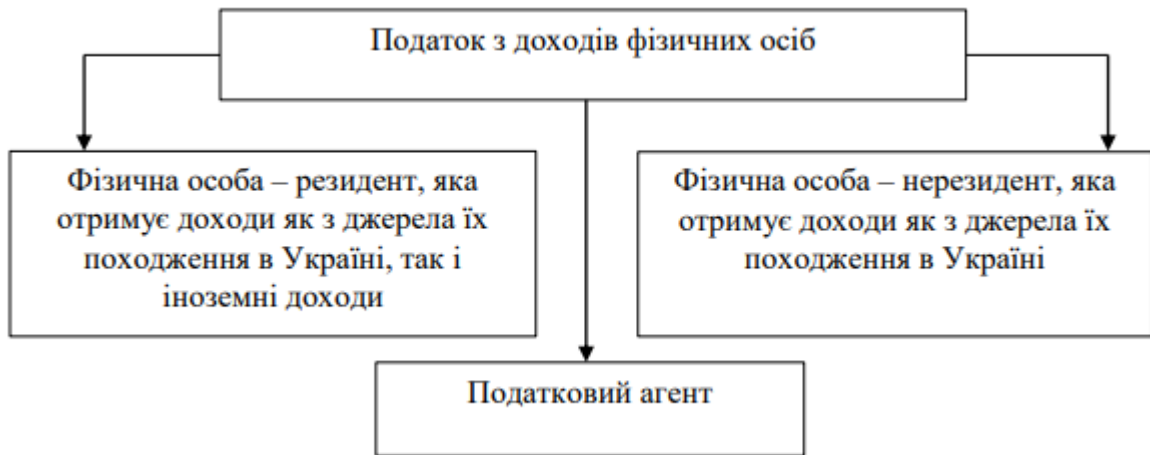 Податок з доходів фізичних осіб
Фізична особа – резидент, яка
отримує доходи як з джерела їх
походження в Україні, так і
іноземні доходи
Фізична особа – нерезидент, яка
отримує доходи як з джерела їх
походження в Україні
Податковий агент